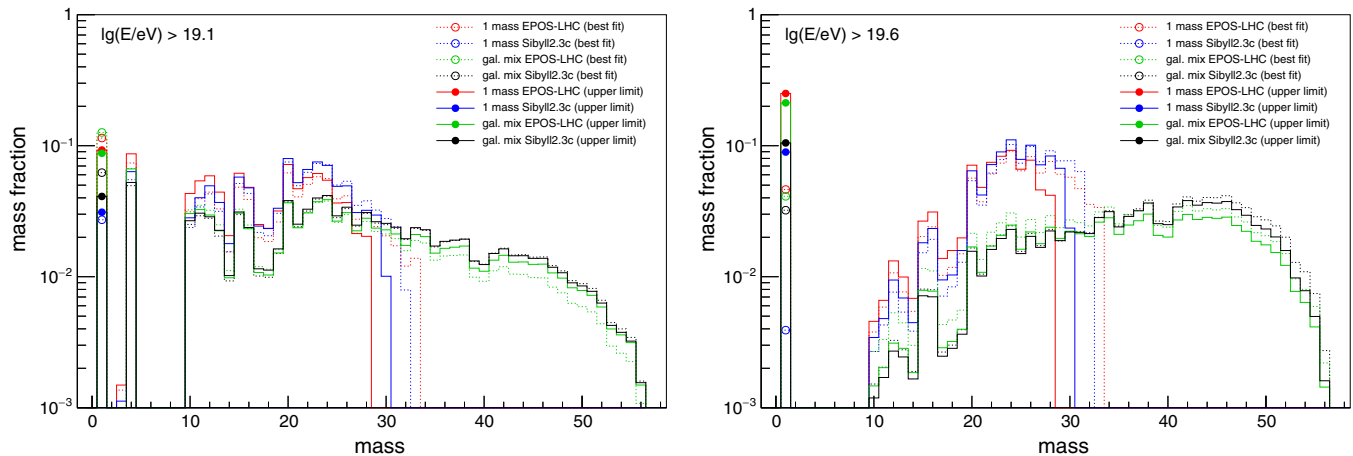 lg(E/eV) > 19.1
1 mass EPOS-LHC (best fit)
1 mass Sibyll2.3c (best fit)
gal. mix EPOS-LHC (best fit)
gal. mix Sibyll2.3c (best fit)
1 mass EPOS-LHC (upper limit)
1 mass Sibyll2.3c (upper limit)
gal. mix EPOS-LHC (upper limit)
gal. mix Sibyll2.3c (upper limit)
mass fraction
1
10⁻¹
10⁻²
10⁻³
0 10 20 30 40 50
mass
lg(E/eV) > 19.6
1 mass EPOS-LHC (best fit)
1 mass Sibyll2.3c (best fit)
gal. mix EPOS-LHC (best fit)
gal. mix Sibyll2.3c (best fit)
1 mass EPOS-LHC (upper limit)
1 mass Sibyll2.3c (upper limit)
gal. mix EPOS-LHC (upper limit)
gal. mix Sibyll2.3c (upper limit)
mass fraction
1
10⁻¹
10⁻²
10⁻³
0 10 20 30 40 50
mass